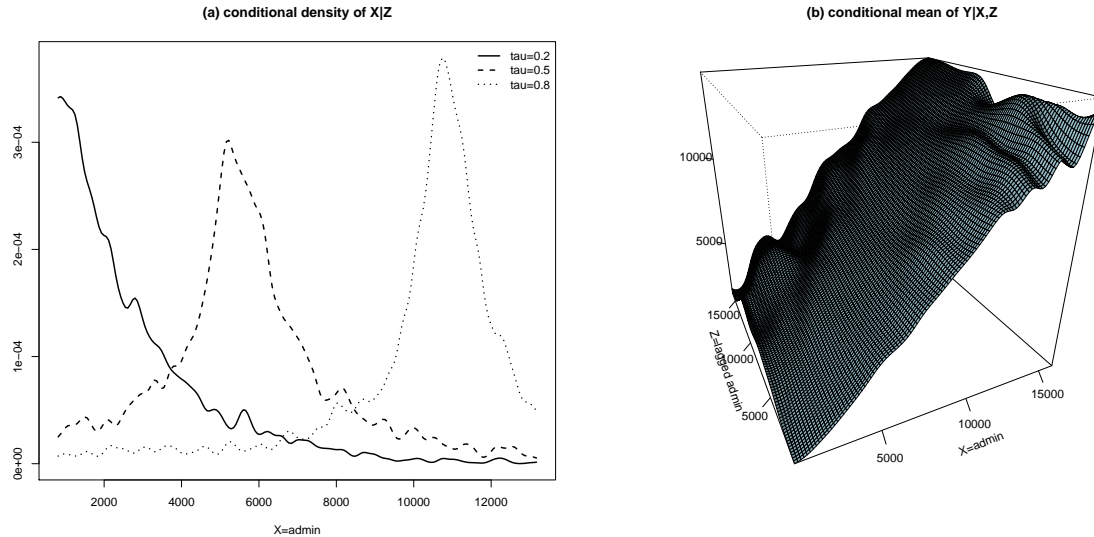 (a) conditional density of X|Z
tau=0.2
tau=0.5
tau=0.8
3e-04
2e-04
1e-04
0e+00
2000 4000 6000 8000 10000 12000
X=admin
(b) conditional mean of Y|X,Z
10000
5000
15000
10000
5000
Z=lagged admin
5000
10000
15000
X=admin